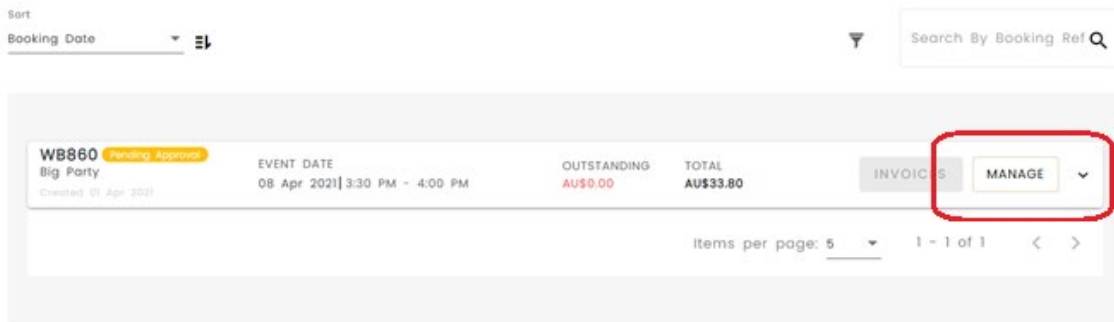 Sort
Booking Date
Search By Booking Ref
WB860 Pending Approval
Big Party
Created 01 Apr 2021
EVENT DATE
08 Apr 2021| 3:30 PM - 4:00 PM
OUTSTANDING
AU$0.00
TOTAL
AU$33.80
INVOICES
MANAGE
Items per page: 5
1 - 1 of 1